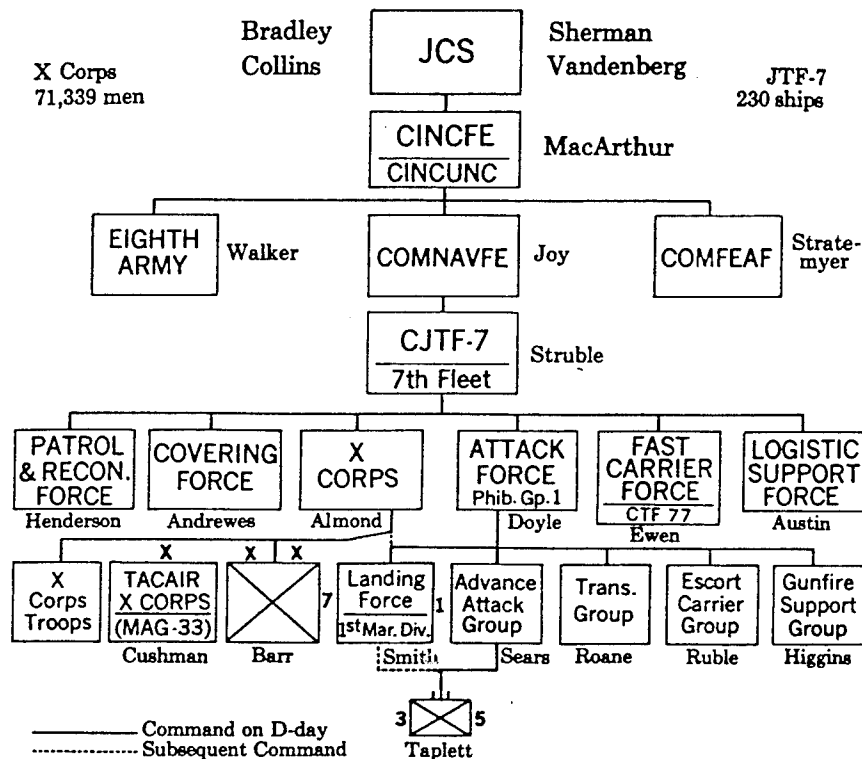 Bradley
Collins
JCS
Sherman
Vandenberg
X Corps
71,339 men
JTF-7
230 ships
CINCFE
CINCUNC
MacArthur
EIGHTH
ARMY
Walker
COMNAVFE
Joy
COMFEAF
Strate-
myer
CJTF-7
7th Fleet
Struble
PATROL
& RECON.
FORCE
Henderson
COVERING
FORCE
Andrewes
X
CORPS
Almond
ATTACK
FORCE
Phib. Gp. 1
Doyle
FAST
CARRIER
FORCE
CTF 77
Ewen
LOGISTIC
SUPPORT
FORCE
Austin
X
Corps
Troops
X
TACAIR
X CORPS
(MAG-33)
Cushman
X X
7
Barr
Landing
Force
1st Mar. Div.
1
Smith
Advance
Attack
Group
Sears
Trans.
Group
Roane
Escort
Carrier
Group
Ruble
Gunfire
Support
Group
Higgins
3 5
Taplett
Command on D-day
Subsequent Command